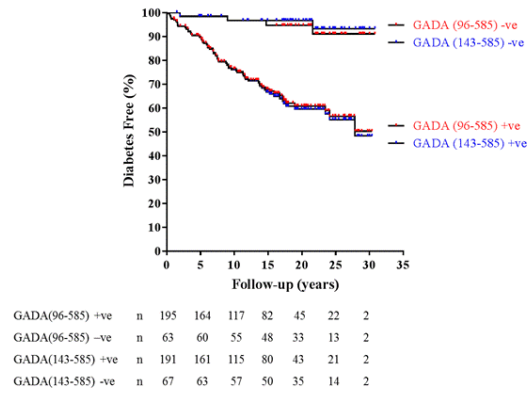 100
90
80
70
60
50
40
30
20
10
0
Diabetes Free (%)
0 5 10 15 20 25 30 35
Follow-up (years)
GADA (96-585) -ve
GADA (143-585) -ve
GADA (96-585) +ve
GADA (143-585) +ve
GADA(96-585) +ve n 195 164 117 82 45 22 2
GADA(96-585) –ve n 63 60 55 48 33 13 2
GADA(143-585) +ve n 191 161 115 80 43 21 2
GADA(143-585) -ve n 67 63 57 50 35 14 2